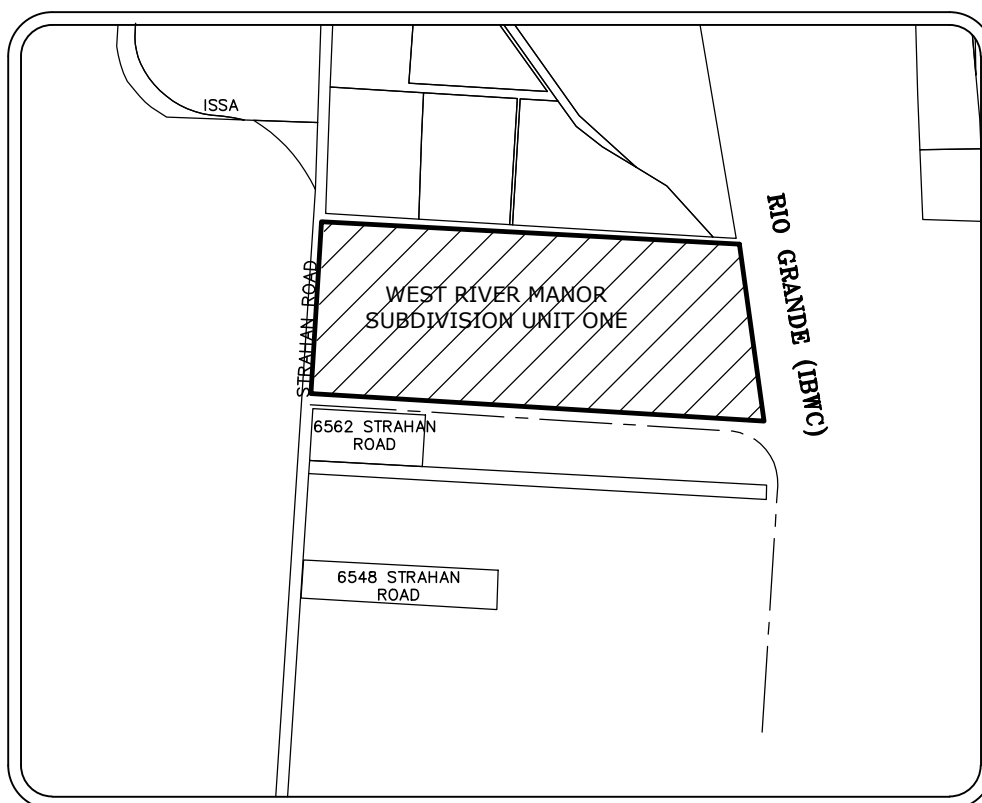 ISSA
RIO GRANDE (IBWC)
STRAHAN ROAD
WEST RIVER MANOR
SUBDIVISION UNIT ONE
6562 STRAHAN
ROAD
6548 STRAHAN
ROAD